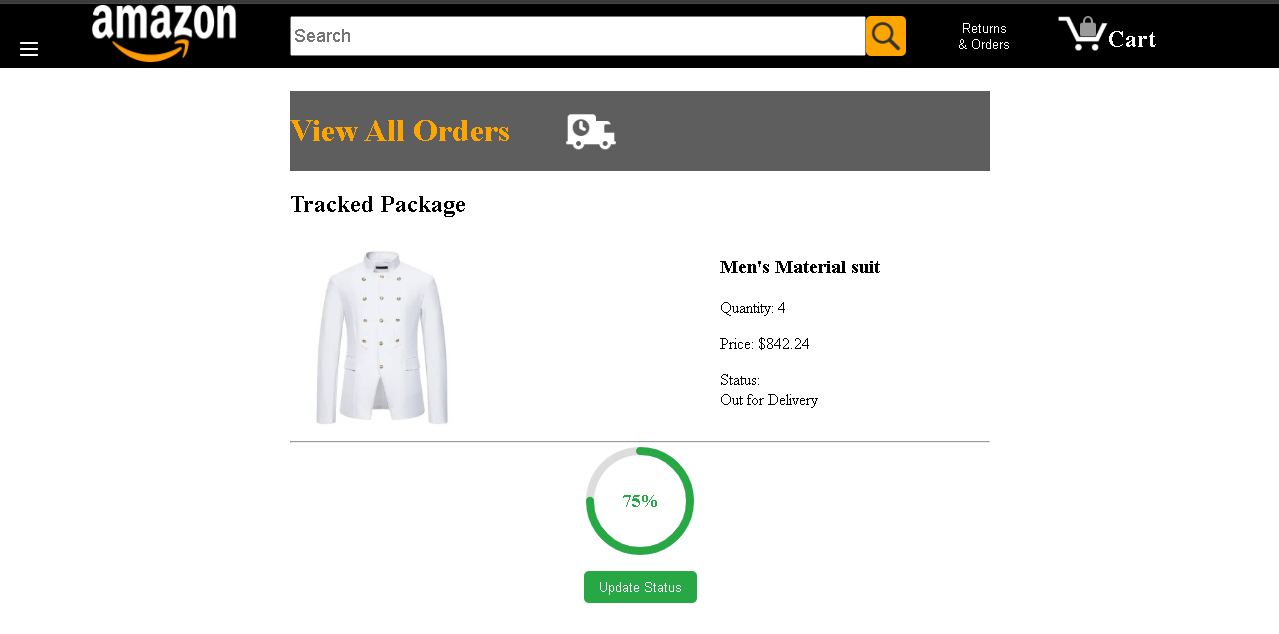 amazon
Search
Returns
& Orders
Cart
View All Orders
Tracked Package
Men's Material suit
Quantity: 4
Price: $842.24
Status:
Out for Delivery
75%
Update Status